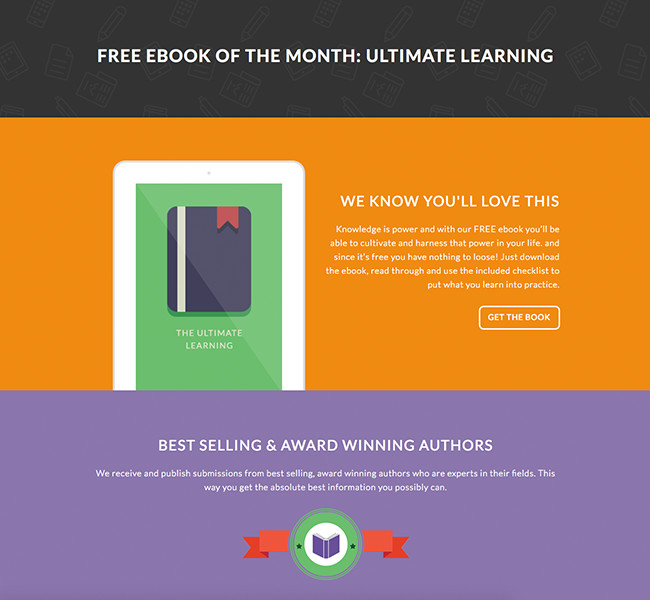 FREE EBOOK OF THE MONTH: ULTIMATE LEARNING
WE KNOW YOU'LL LOVE THIS
Knowledge is power and with our FREE ebook you'll be
able to cultivate and harness that power in your life. and
since it's free you have nothing to loose! Just download
the ebook, read through and use the included checklist to
put what you learn into practice.
GET THE BOOK
THE ULTIMATE
LEARNING
BEST SELLING & AWARD WINNING AUTHORS
We receive and publish submissions from best selling, award winning authors who are experts in their fields. This
way you get the absolute best information you possibly can.